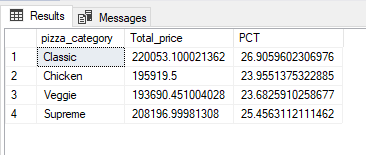 Results Messages
pizza_category Total_price PCT
1 Classic 220053.100021362 26.9059602306976
2 Chicken 195919.5 23.9551375322885
3 Veggie 193690.451004028 23.6825910258677
4 Supreme 208196.99981308 25.4563112111462